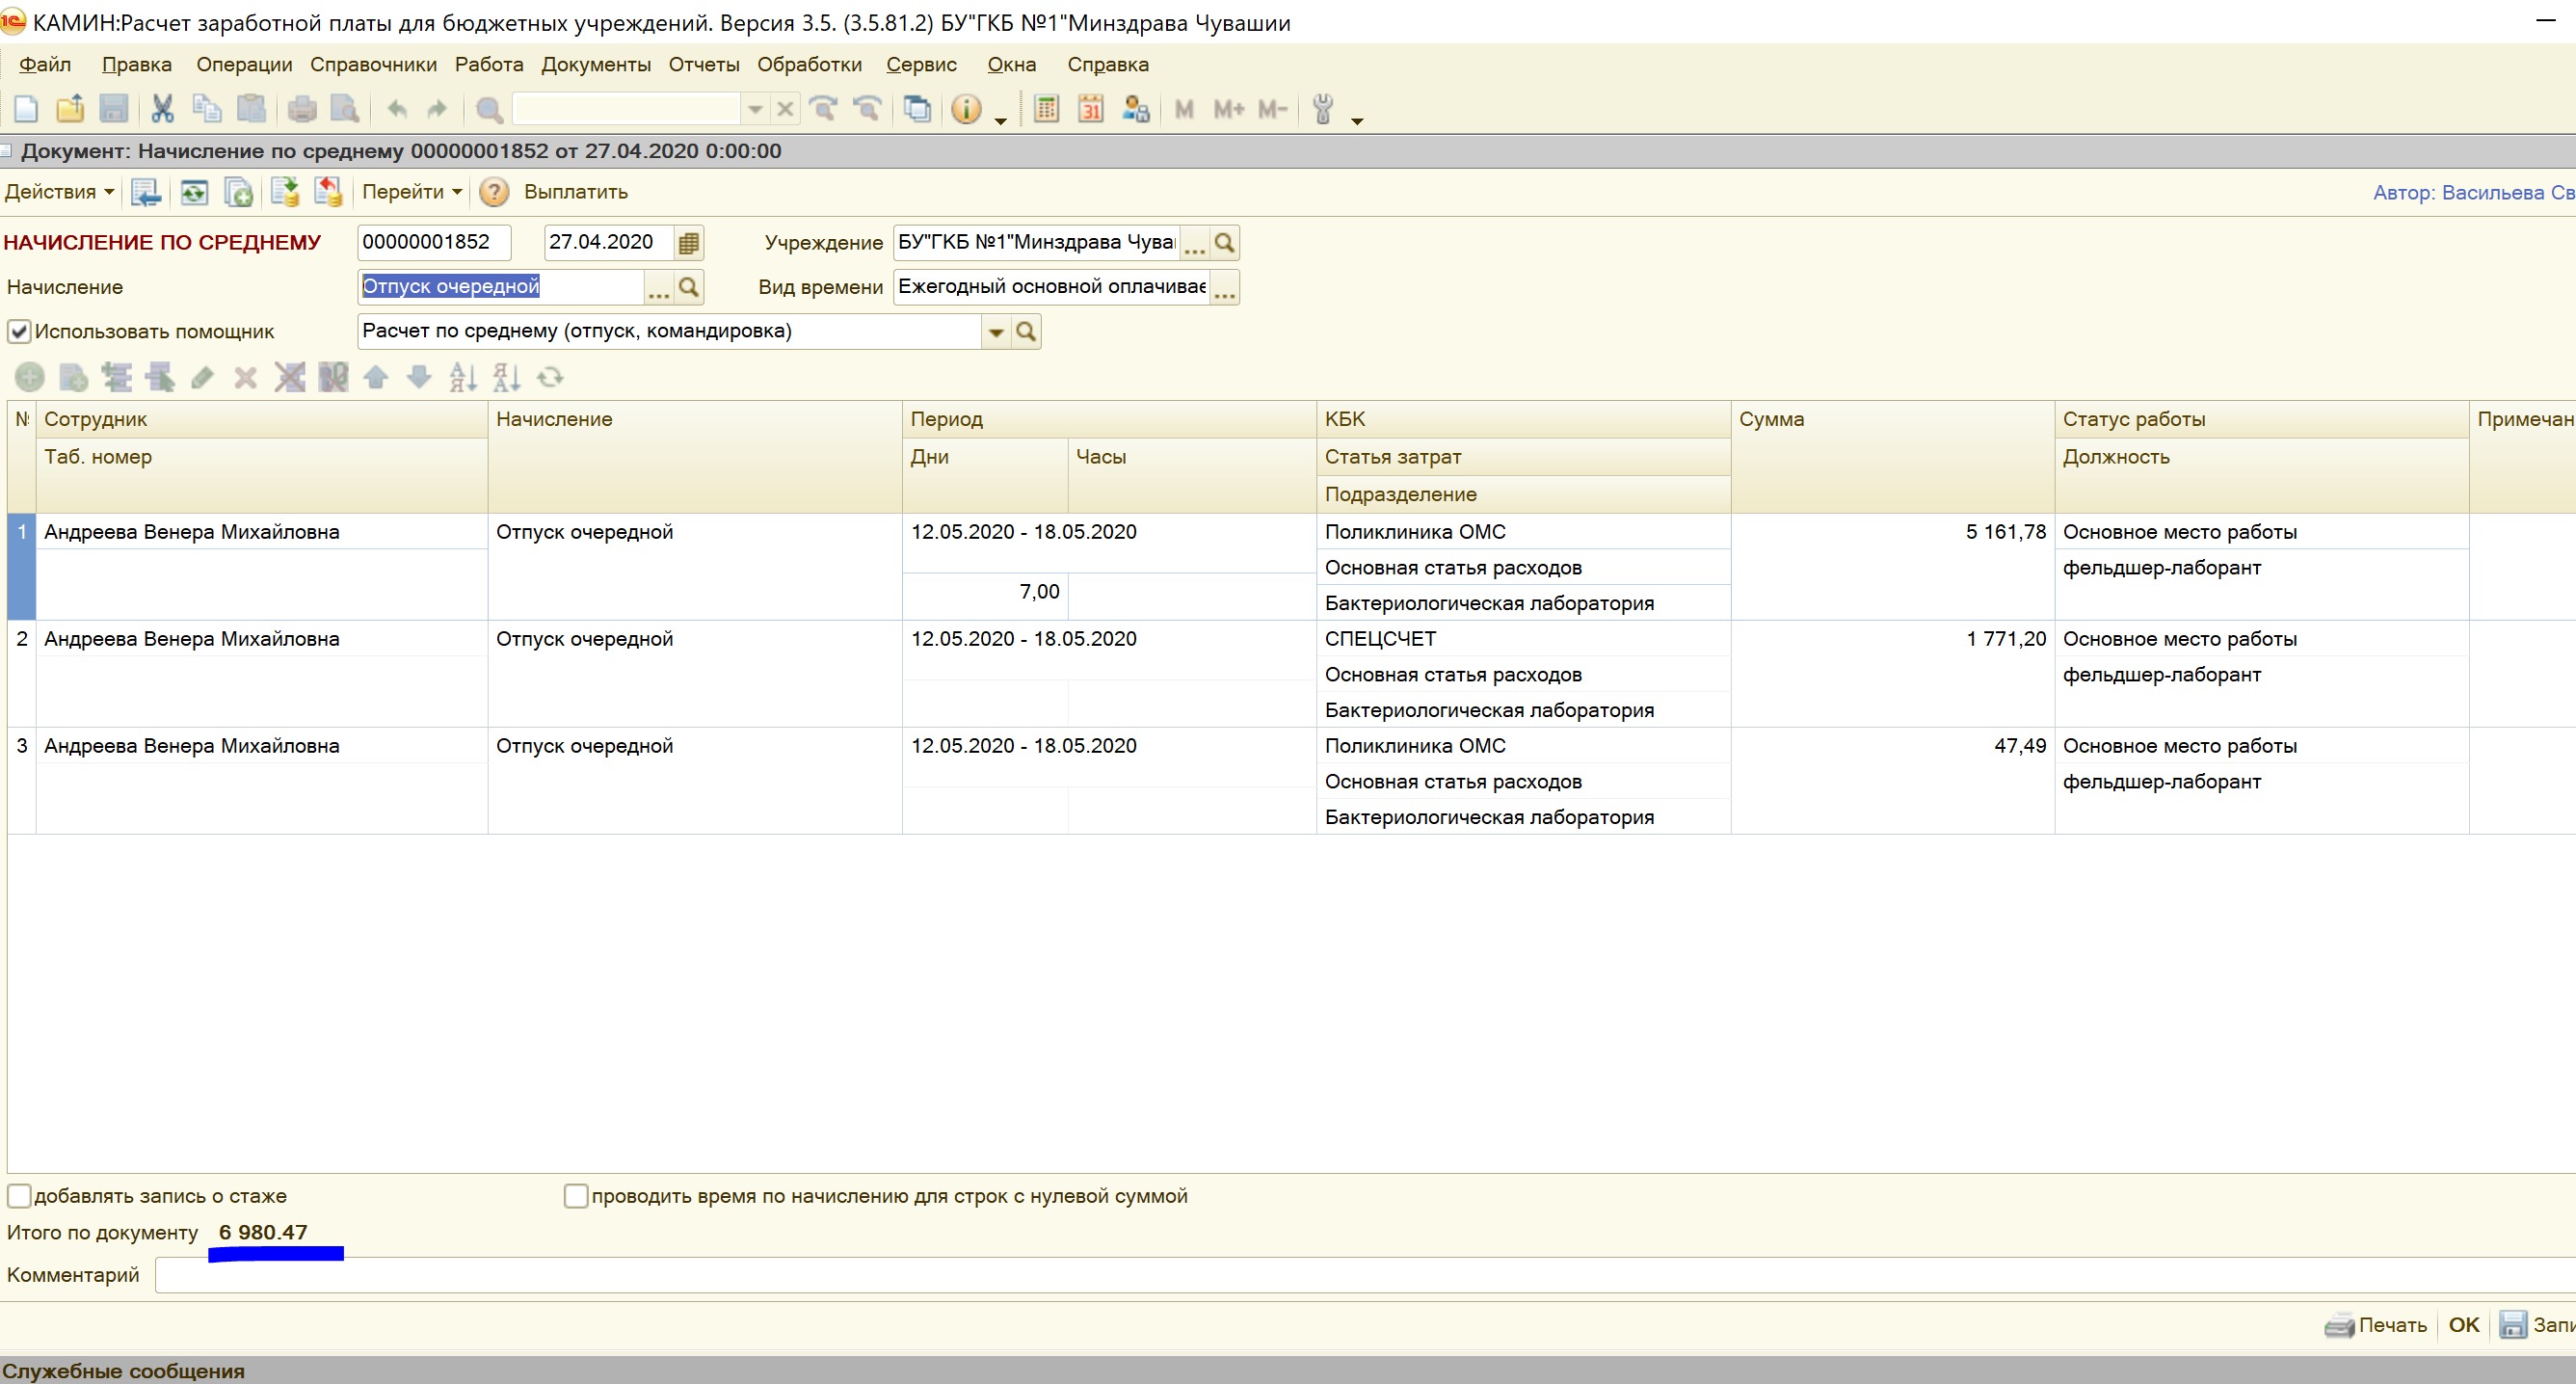 КАМИН:Расчет заработной платы для бюджетных учреждений. Версия 3.5. (3.5.81.2) БУ"ГКБ №1"Минздрава Чувашии
Файл Правка Операции Справочники Работа Документы Отчеты Обработки Сервис Окна Справка
M M+ M-
Документ: Начисление по среднему 00000001852 от 27.04.2020 0:00:00
Действия Перейти Выплатить Автор: Васильева Св
НАЧИСЛЕНИЕ ПО СРЕДНЕМУ 00000001852 27.04.2020 Учреждение БУ"ГКБ №1"Минздрава Чува
Начисление Отпуск очередной Вид времени Ежегодный основной оплачивае
Использовать помощник Расчет по среднему (отпуск, командировка)
№ Сотрудник Начисление Период КБК Сумма Статус работы Примечан
Таб. номер Дни Часы Статья затрат Должность
Подразделение
1 Андреева Венера Михайловна Отпуск очередной 12.05.2020 - 18.05.2020 Поликлиника ОМС 5 161,78 Основное место работы
Основная статья расходов фельдшер-лаборант
7,00 Бактериологическая лаборатория
2 Андреева Венера Михайловна Отпуск очередной 12.05.2020 - 18.05.2020 СПЕЦСЧЕТ 1 771,20 Основное место работы
Основная статья расходов фельдшер-лаборант
Бактериологическая лаборатория
3 Андреева Венера Михайловна Отпуск очередной 12.05.2020 - 18.05.2020 Поликлиника ОМС 47,49 Основное место работы
Основная статья расходов фельдшер-лаборант
Бактериологическая лаборатория
добавлять запись о стаже проводить время по начислению для строк с нулевой суммой
Итого по документу 6 980.47
Комментарий
Печать OK Запи
Служебные сообщения